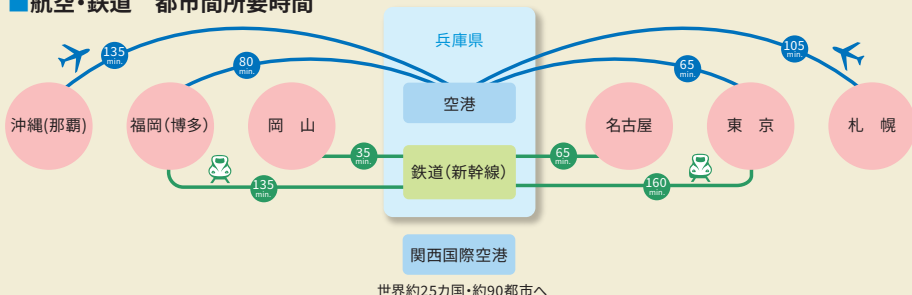 ■航空・鉄道 都市間所要時間
兵庫県
135
min.
80
min.
65
min.
105
min.
空港
沖縄(那覇)
福岡(博多)
岡 山
名古屋
東 京
札 幌
35
min.
65
min.
鉄道(新幹線)
135
min.
160
min.
関西国際空港
世界約25カ国・約90都市へ